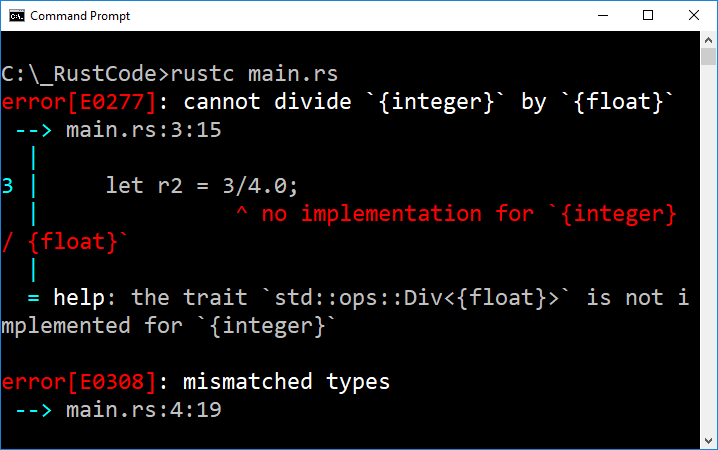 Command Prompt
C:\_RustCode>rustc main.rs
error[E0277]: cannot divide `{integer}` by `{float}`
 --> main.rs:3:15
  |
3 |     let r2 = 3/4.0;
  |               ^ no implementation for `{integer}
/ {float}`
  |
  = help: the trait `std::ops::Div<{float}>` is not i
mplemented for `{integer}`
error[E0308]: mismatched types
 --> main.rs:4:19